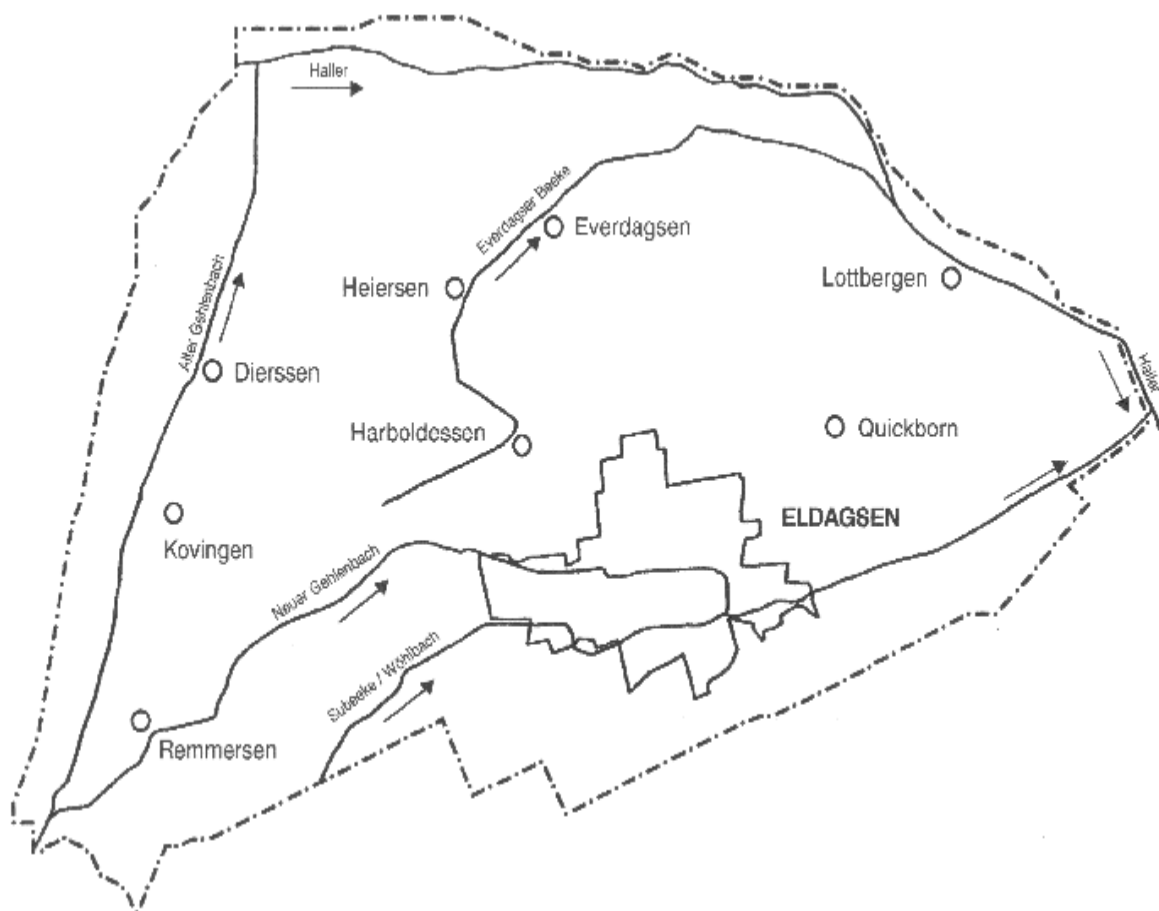 Haller
Everdagser Beeke
Everdagsen
Heiersen
Lottbergen
Alter Gehlenbach
Dierssen
Haller
Harboldessen
Quickborn
ELDAGSEN
Kovingen
Neuer Gehlenbach
Subeeke / Wöhlbach
Remmersen